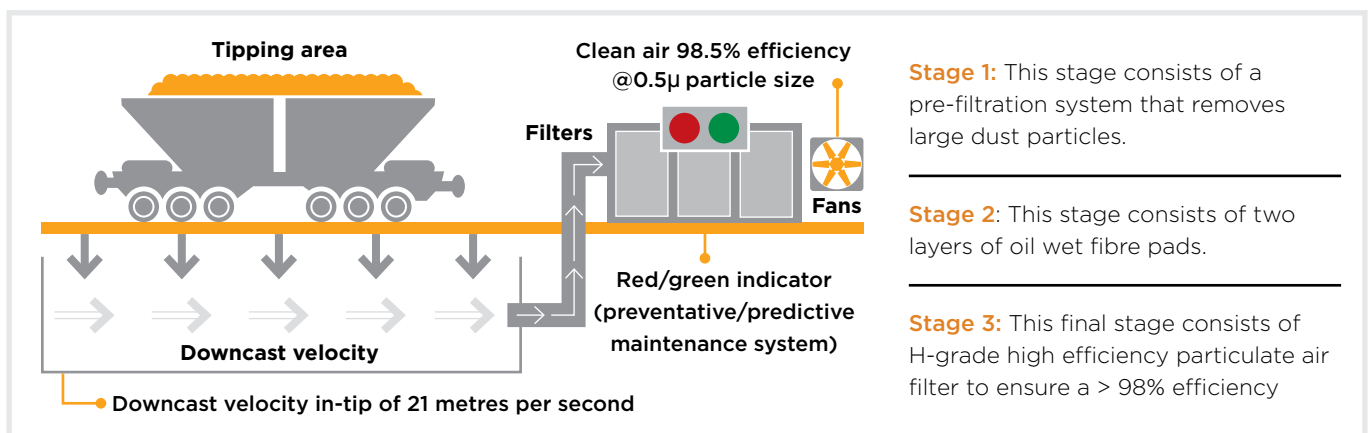 Tipping area
Clean air 98.5% efficiency
@0.5µ particle size
Filters
Fans
Red/green indicator
(preventative/predictive
maintenance system)
Downcast velocity
Downcast velocity in-tip of 21 metres per second
Stage 1: This stage consists of a
pre-filtration system that removes
large dust particles.
Stage 2: This stage consists of two
layers of oil wet fibre pads.
Stage 3: This final stage consists of
H-grade high efficiency particulate air
filter to ensure a > 98% efficiency